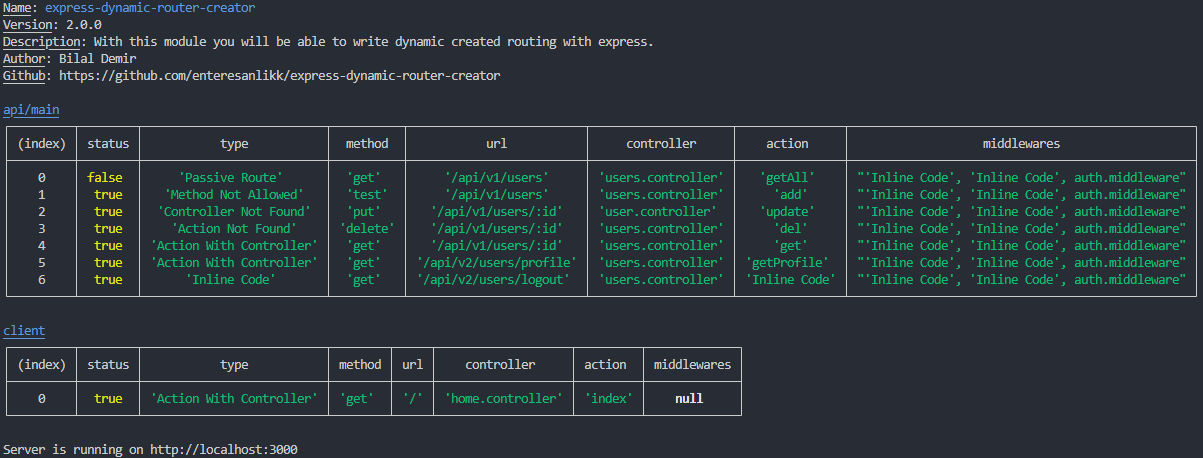 Name: express-dynamic-router-creator
Version: 2.0.0
Description: With this module you will be able to write dynamic created routing with express.
Author: Bilal Demir
Github: https://github.com/enteresanlikk/express-dynamic-router-creator
api/main
(index) status type method url controller action middlewares
0 false 'Passive Route' 'get' '/api/v1/users' 'users.controller' 'getAll' "'Inline Code', 'Inline Code', auth.middleware"
1 true 'Method Not Allowed' 'test' '/api/v1/users' 'users.controller' 'add' "'Inline Code', 'Inline Code', auth.middleware"
2 true 'Controller Not Found' 'put' '/api/v1/users/:id' 'user.controller' 'update' "'Inline Code', 'Inline Code', auth.middleware"
3 true 'Action Not Found' 'delete' '/api/v1/users/:id' 'users.controller' 'del' "'Inline Code', 'Inline Code', auth.middleware"
4 true 'Action With Controller' 'get' '/api/v1/users/:id' 'users.controller' 'get' "'Inline Code', 'Inline Code', auth.middleware"
5 true 'Action With Controller' 'get' '/api/v2/users/profile' 'users.controller' 'getProfile' "'Inline Code', 'Inline Code', auth.middleware"
6 true 'Inline Code' 'get' '/api/v2/users/logout' 'users.controller' 'Inline Code' "'Inline Code', 'Inline Code', auth.middleware"
client
(index) status type method url controller action middlewares
0 true 'Action With Controller' 'get' '/' 'home.controller' 'index' null
Server is running on http://localhost:3000